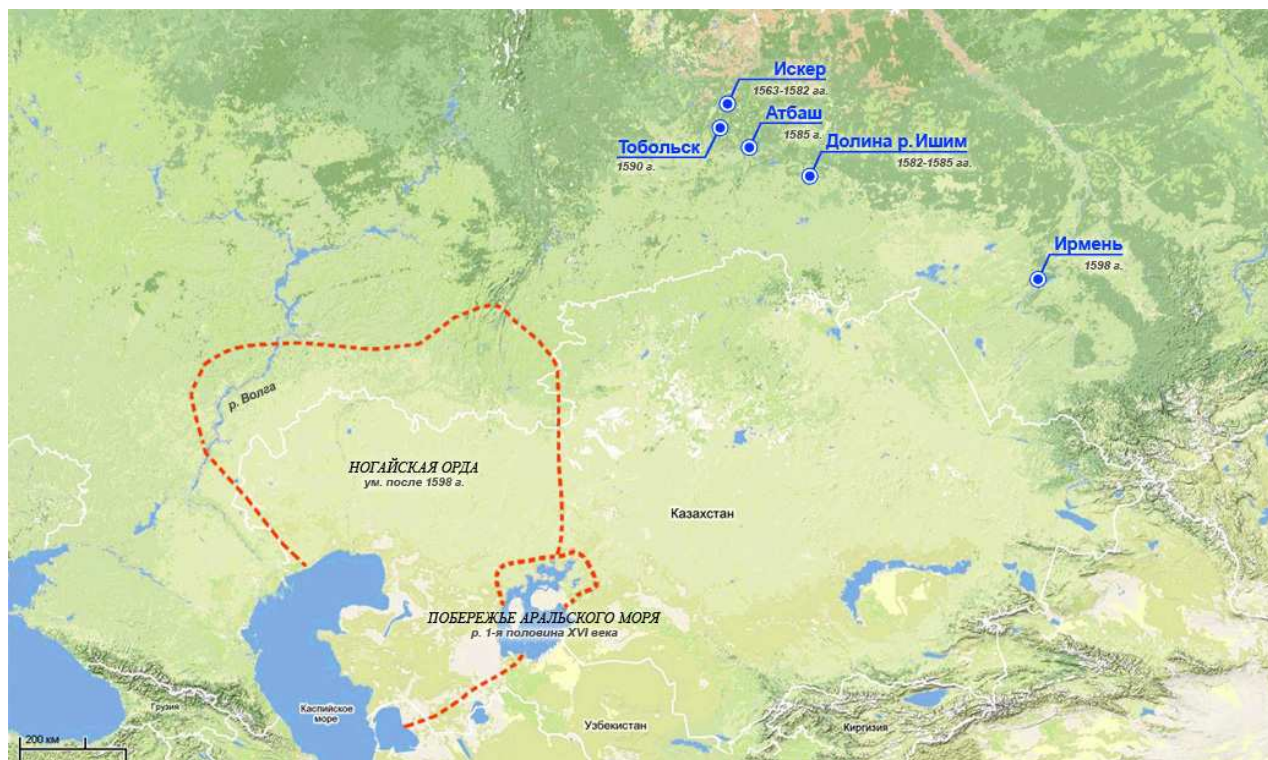 Искер
1563-1582 гг.
Атбаш
1585 г.
Тобольск
1590 г.
Долина р. Ишим
1582-1585 гг.
Ирмень
1598 г.
р. Волга
НОГАЙСКАЯ ОРДА
ум. после 1598 г.
Казахстан
ПОБЕРЕЖЬЕ АРАЛЬСКОГО МОРЯ
р. 1-я половина XVI века
Грузия
Каспийское
море
Узбекистан
Киргизия
200 км